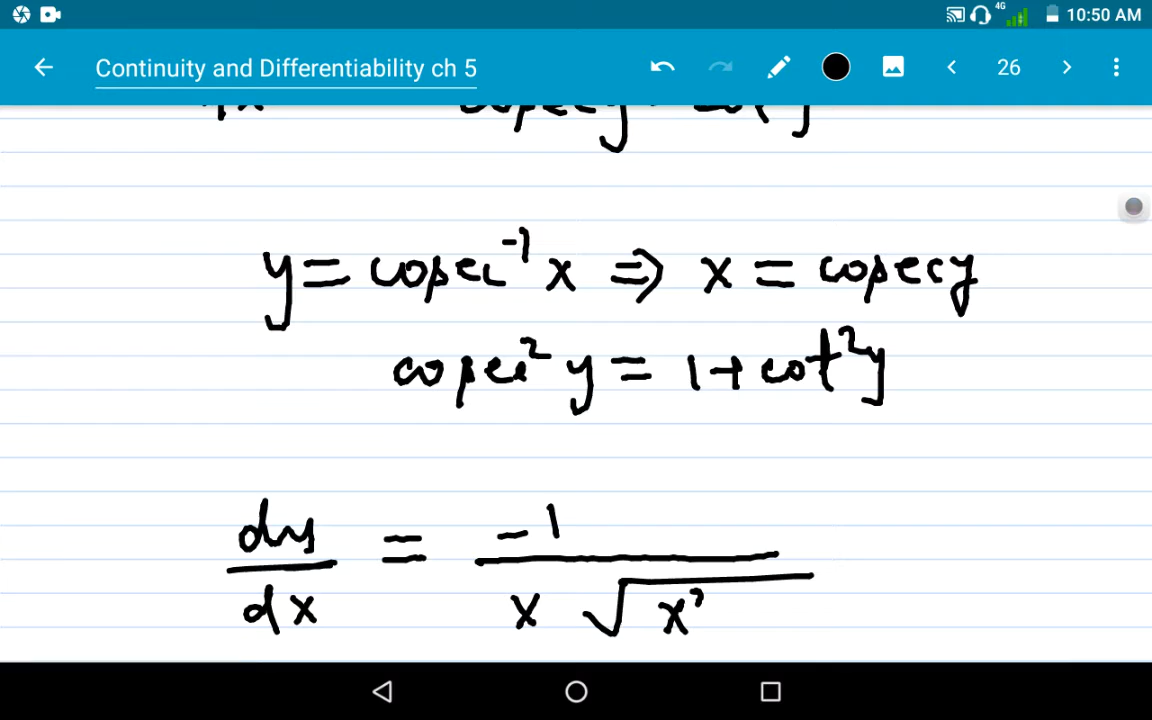 4G 10:50 AM
Continuity and Differentiability ch 5 26
y = cosec⁻¹ x ⇒ x = cosec y
cosec² y = 1 + cot² y
dy/dx = -1 / x √x²